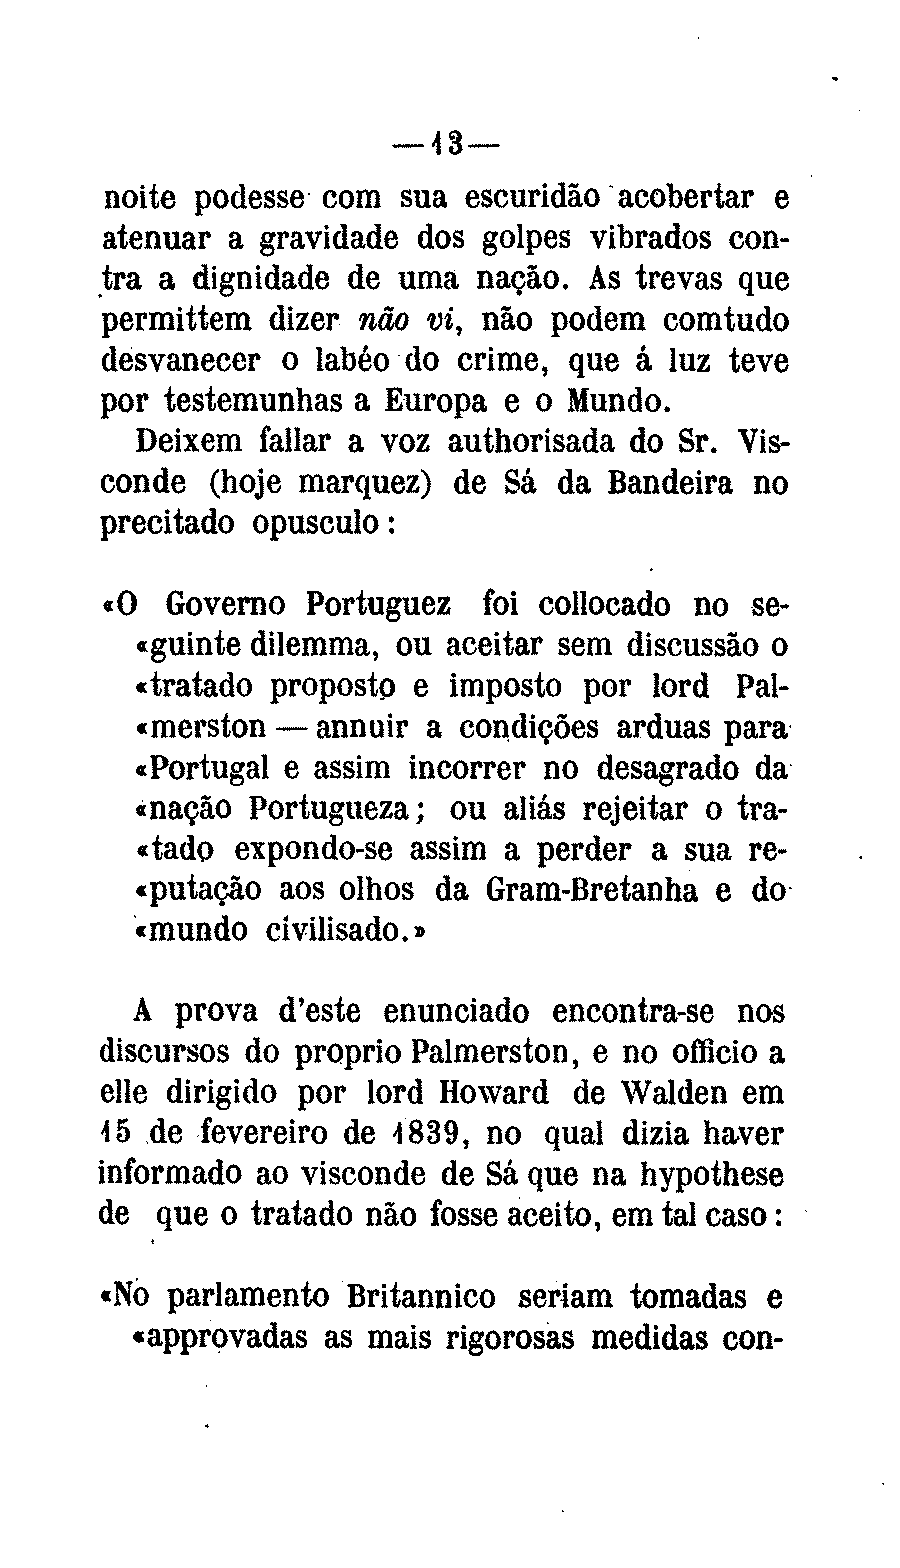 —13—
noite podesse com sua escuridão acobertar e
atenuar a gravidade dos golpes vibrados con-
tra a dignidade de uma nação. As trevas que
permittem dizer não vi, não podem comtudo
desvanecer o labéo do crime, que á luz teve
por testemunhas a Europa e o Mundo.
Deixem fallar a voz authorisada do Sr. Vis-
conde (hoje marquez) de Sá da Bandeira no
precitado opusculo:
«O Governo Portuguez foi collocado no se-
«guinte dilemma, ou aceitar sem discussão o
«tratado proposto e imposto por lord Pal-
«merston — annuir a condições arduas para
«Portugal e assim incorrer no desagrado da
«nação Portugueza; ou aliás rejeitar o tra-
«tado expondo-se assim a perder a sua re-
«putação aos olhos da Gram-Bretanha e do
«mundo civilisado.»
A prova d'este enunciado encontra-se nos
discursos do proprio Palmerston, e no officio a
elle dirigido por lord Howard de Walden em
15 de fevereiro de 1839, no qual dizia haver
informado ao visconde de Sá que na hypothese
de que o tratado não fosse aceito, em tal caso:
«No parlamento Britannico seriam tomadas e
«approvadas as mais rigorosas medidas con-